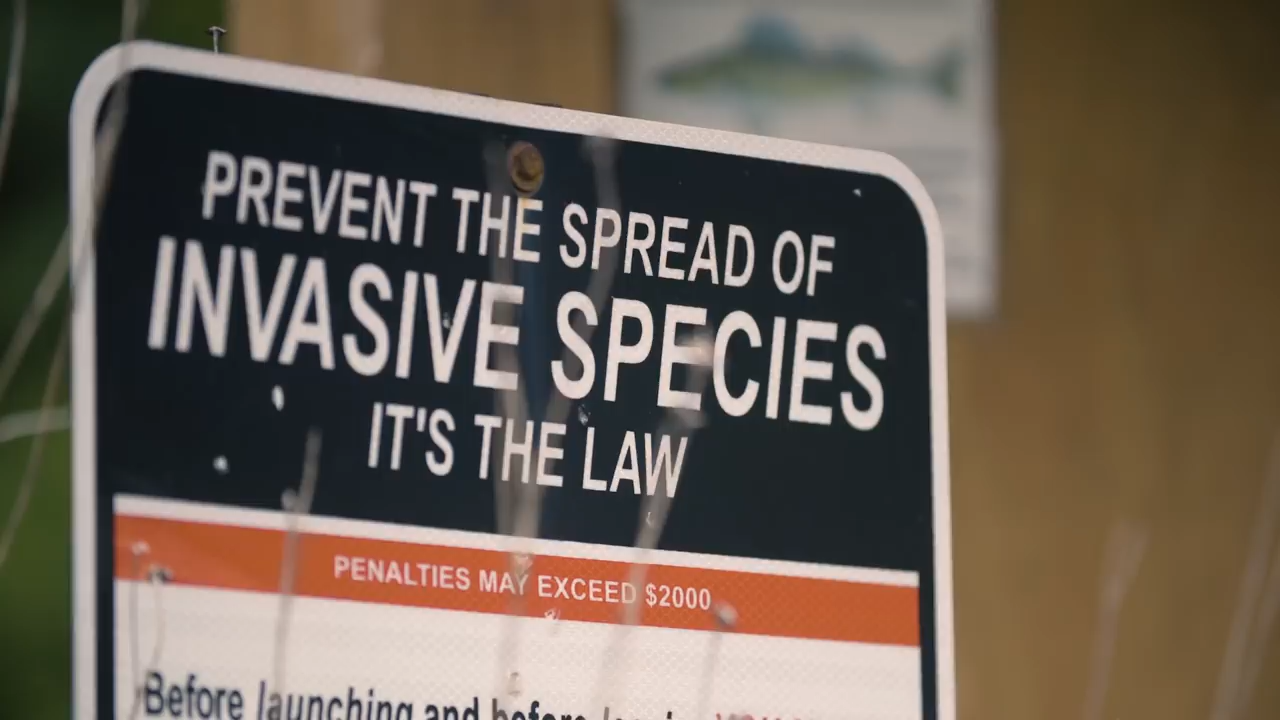 PREVENT THE SPREAD OF
INVASIVE SPECIES
IT'S THE LAW
PENALTIES MAY EXCEED $2000
Before launching and before